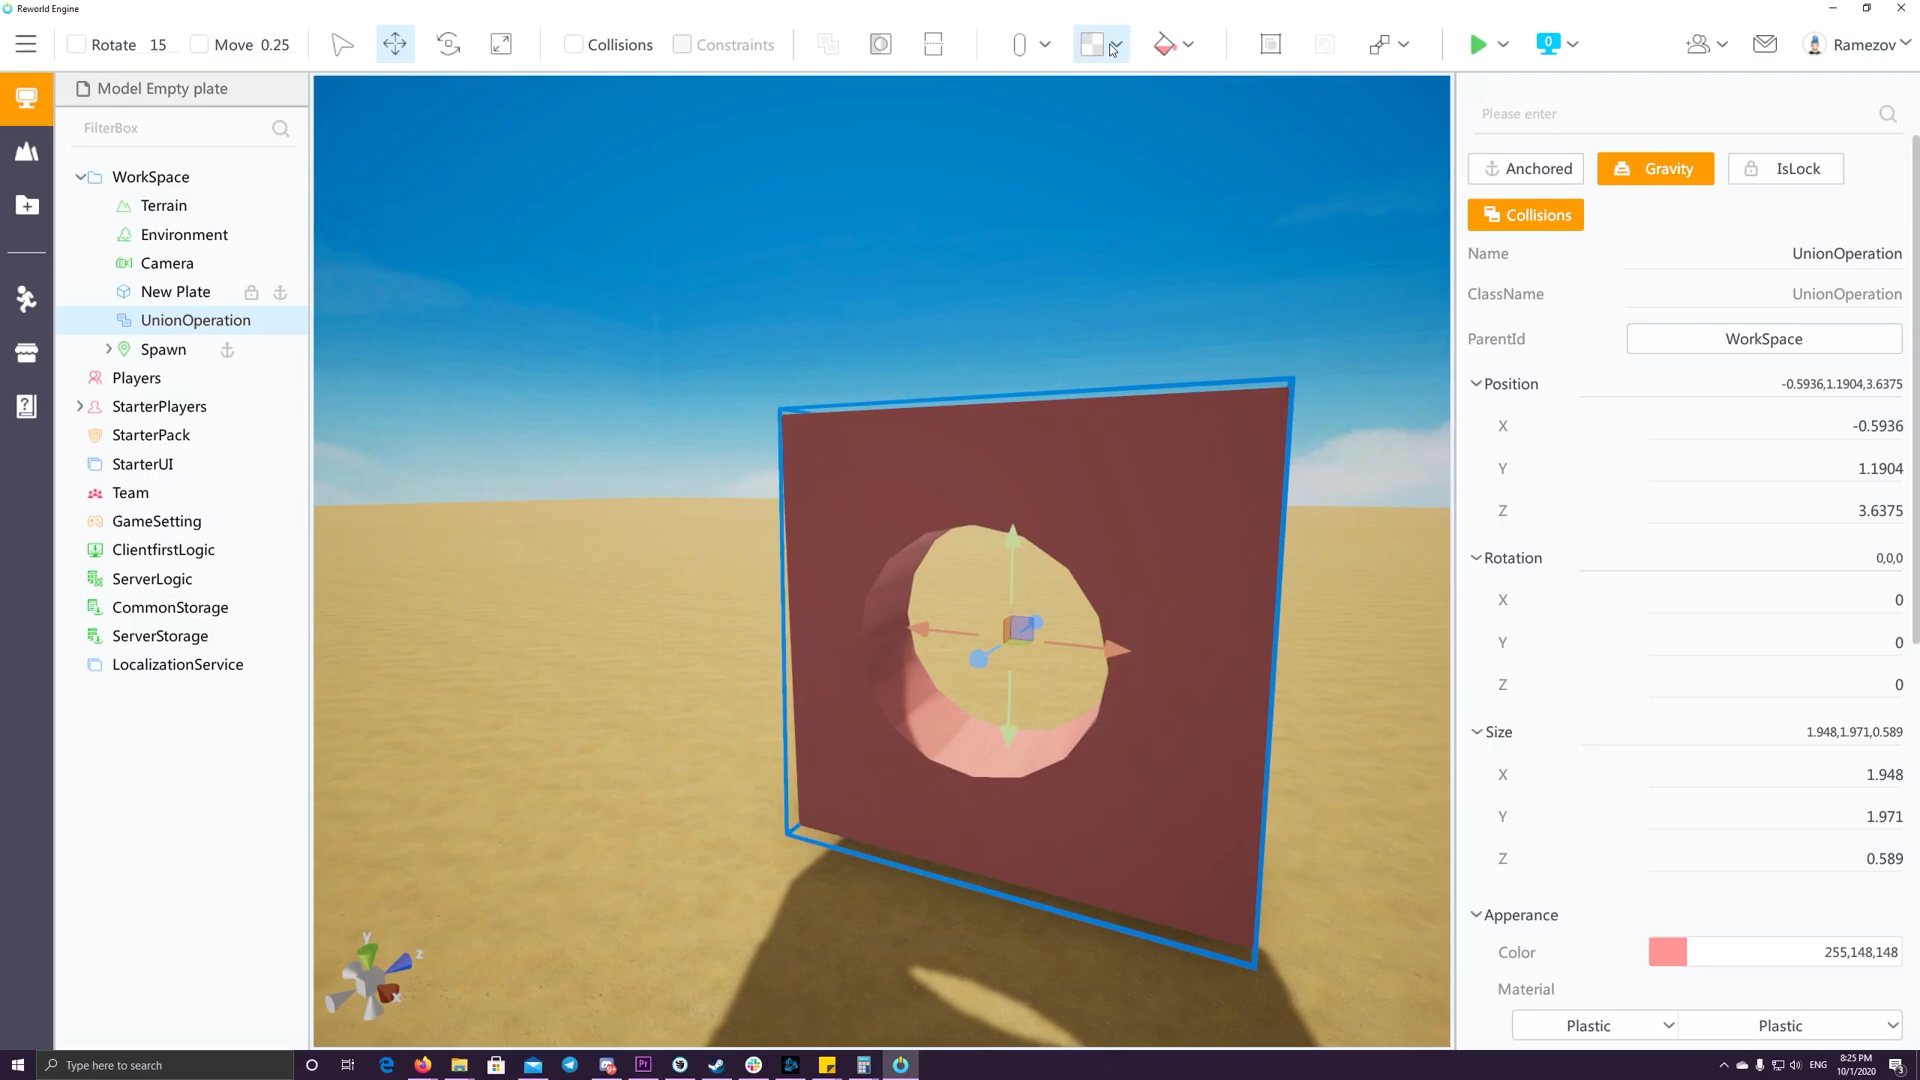 Reworld Engine
Rotate 15 Move 0.25 Collisions Constraints 0 Ramezov
Model Empty plate
FilterBox
WorkSpace
Terrain
Environment
Camera
New Plate
UnionOperation
Spawn
Players
StarterPlayers
StarterPack
StarterUI
Team
GameSetting
ClientfirstLogic
ServerLogic
CommonStorage
ServerStorage
LocalizationService
Y
Z
X
Please enter
Anchored Gravity IsLock
Collisions
Name UnionOperation
ClassName UnionOperation
ParentId WorkSpace
Position -0.5936,1.1904,3.6375
X -0.5936
Y 1.1904
Z 3.6375
Rotation 0,0,0
X 0
Y 0
Z 0
Size 1.948,1.971,0.589
X 1.948
Y 1.971
Z 0.589
Apperance
Color 255,148,148
Material
Plastic Plastic
Type here to search
Pr
ENG
8:25 PM
10/1/2020